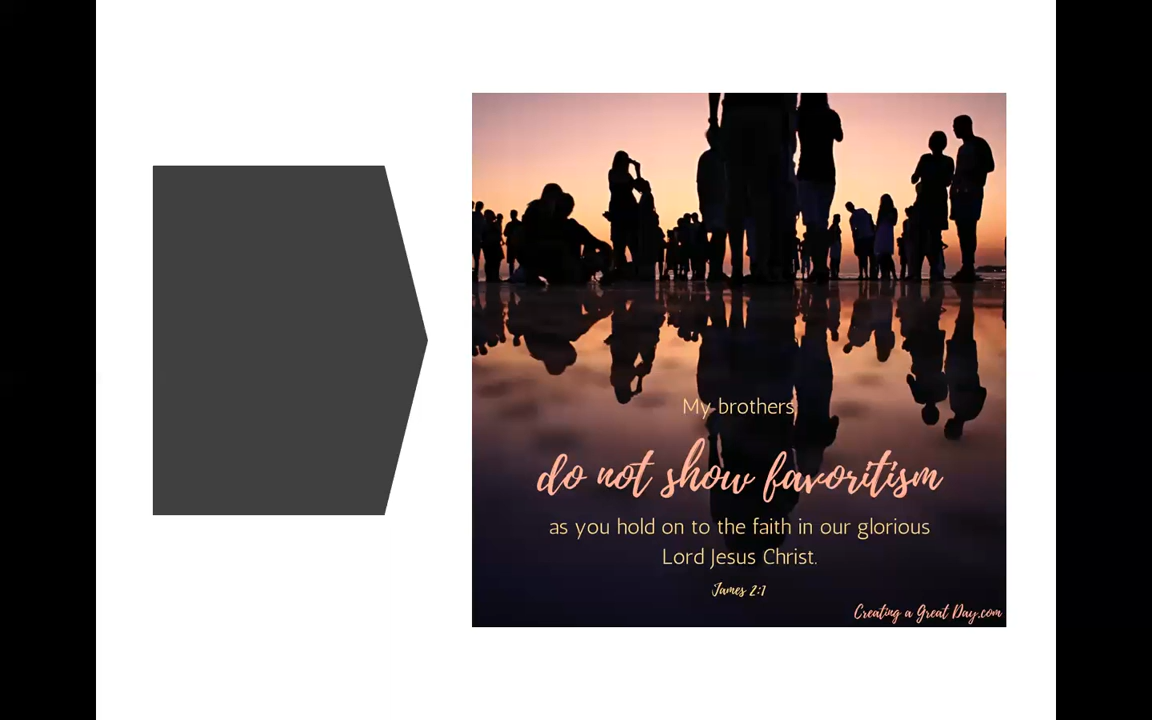 My brothers,
do not show favoritism
as you hold on to the faith in our glorious
Lord Jesus Christ.
James 2:1
Creating a Great Day.com